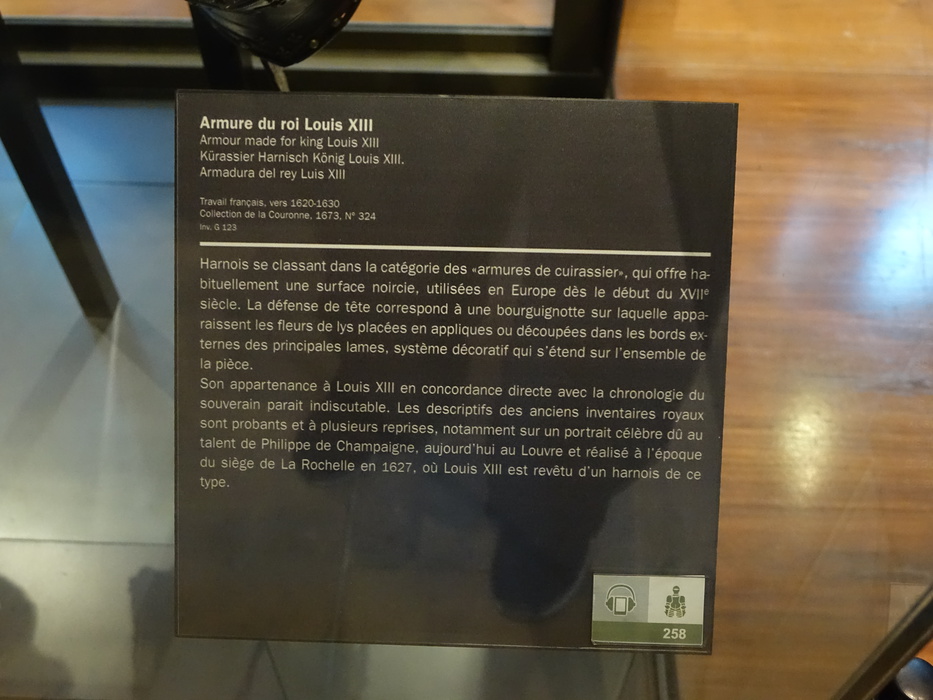 Armure du roi Louis XIII
Armour made for king Louis XIII
Kürassier Harnisch König Louis XIII.
Armadura del rey Luis XIII
Travail français, vers 1620-1630
Collection de la Couronne, 1673, N° 324
Inv. G 123
Harnois se classant dans la catégorie des «armures de cuirassier», qui offre ha-
bituellement une surface noircie, utilisées en Europe dès le début du XVIIe
siècle. La défense de tête correspond à une bourguignotte sur laquelle appa-
raissent les fleurs de lys placées en appliques ou découpées dans les bords ex-
ternes des principales lames, système décoratif qui s'étend sur l'ensemble de
la pièce.
Son appartenance à Louis XIII en concordance directe avec la chronologie du
souverain parait indiscutable. Les descriptifs des anciens inventaires royaux
sont probants et à plusieurs reprises, notamment sur un portrait célèbre dû au
talent de Philippe de Champaigne, aujourd'hui au Louvre et réalisé à l'époque
du siège de La Rochelle en 1627, où Louis XIII est revêtu d'un harnois de ce
type.
258